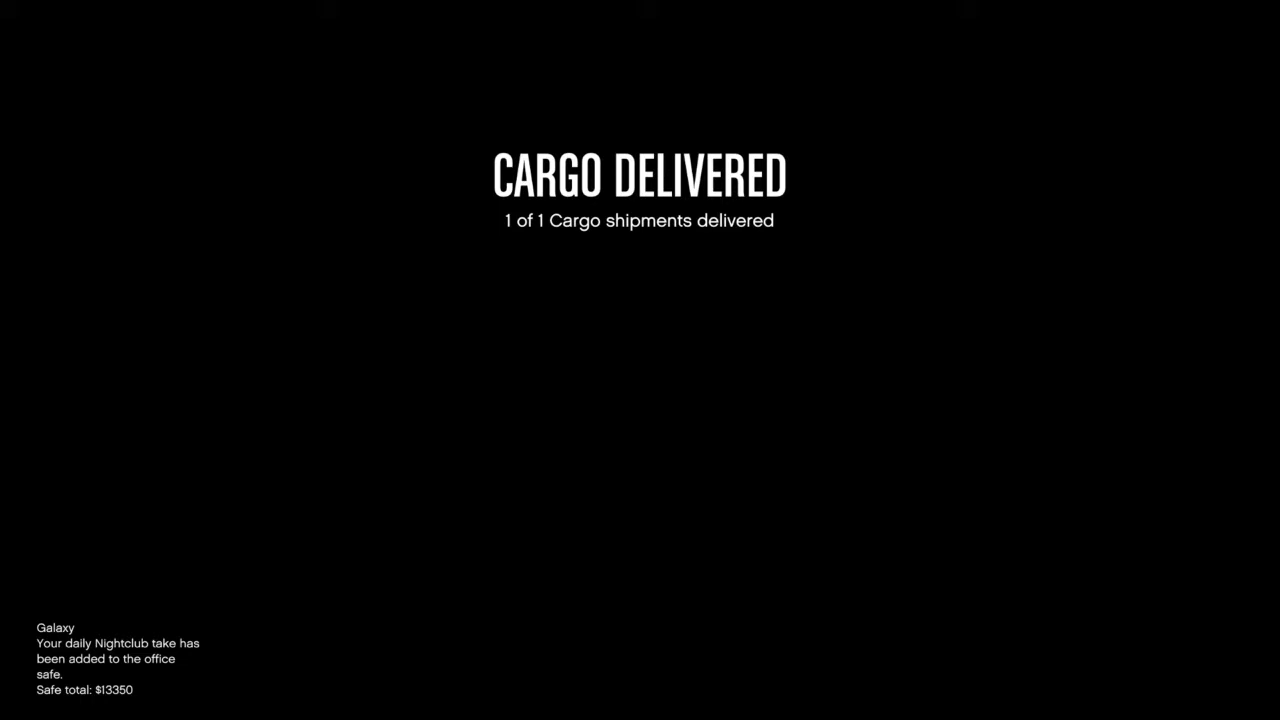 CARGO DELIVERED
1 of 1 Cargo shipments delivered
Galaxy
Your daily Nightclub take has
been added to the office
safe.
Safe total: $13350